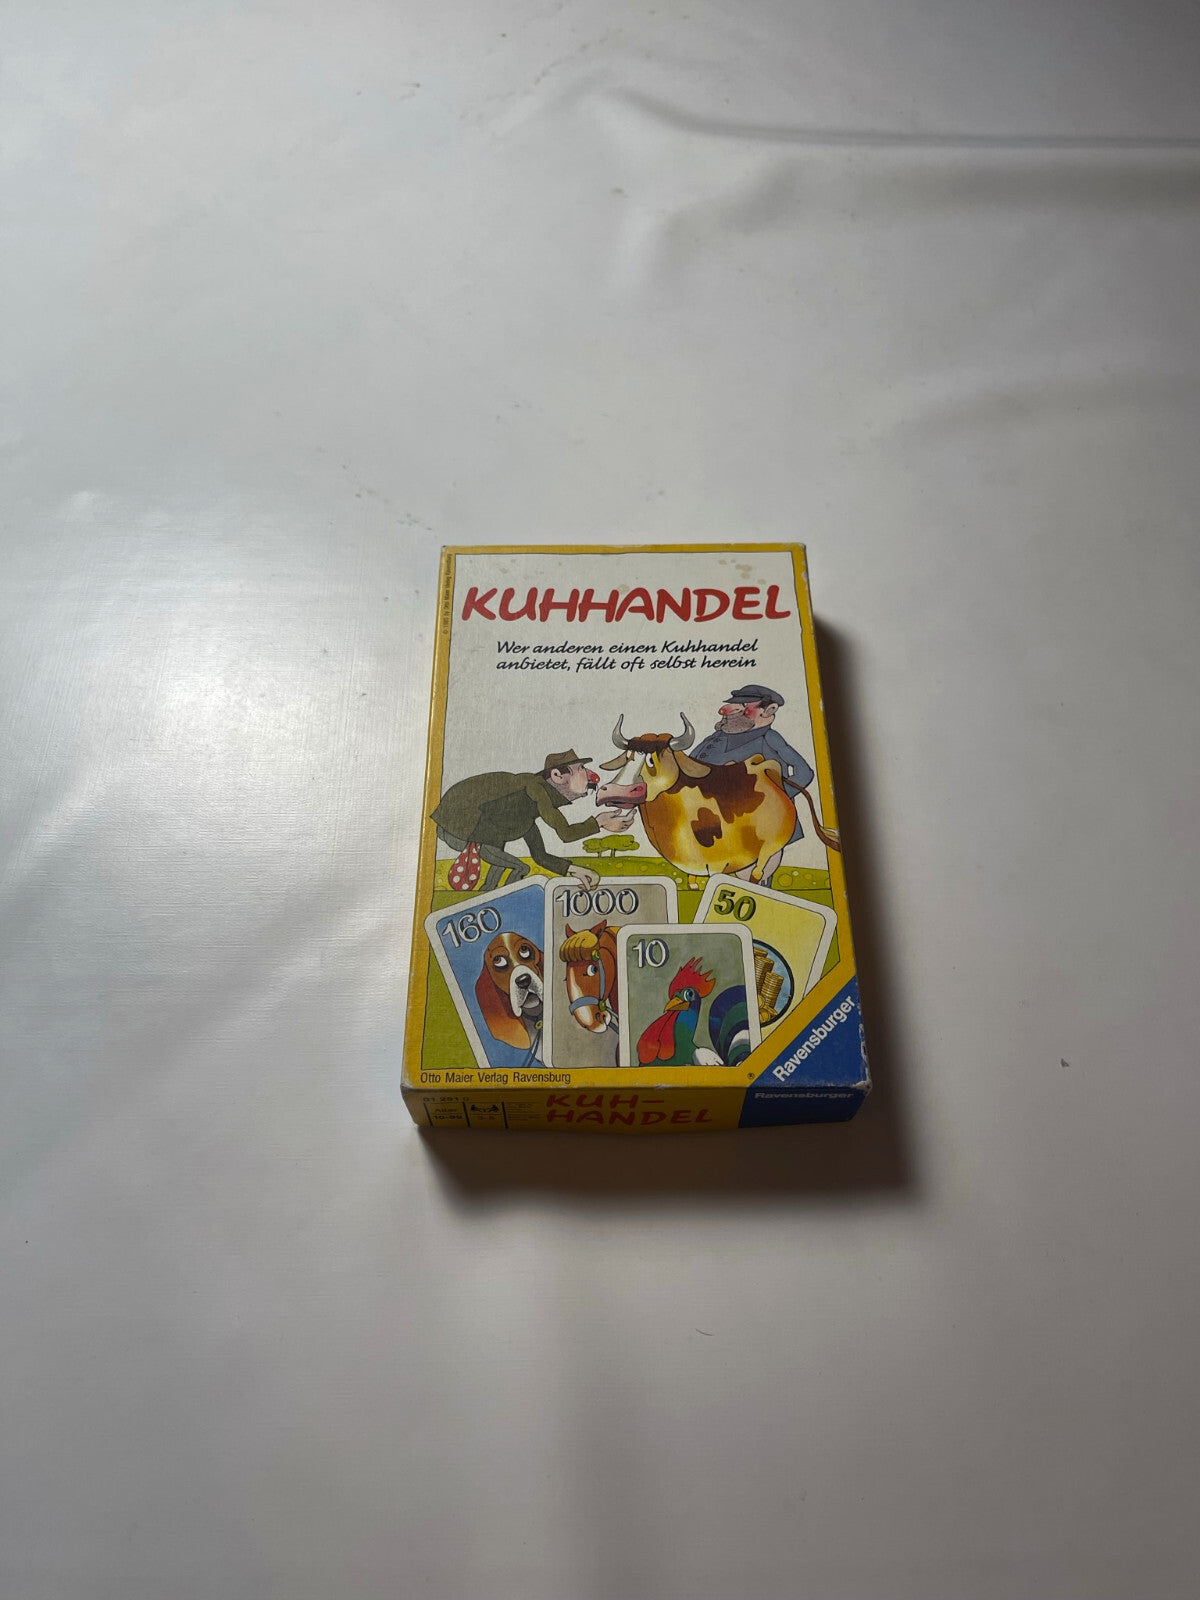 KUHHANDEL
Wer anderen einen Kuhhandel
anbietet, fällt oft selbst herein
160
1000
50
10
Ravensburger
Otto Maier Verlag Ravensburg
®
KUH-
HANDEL
Ravensburger